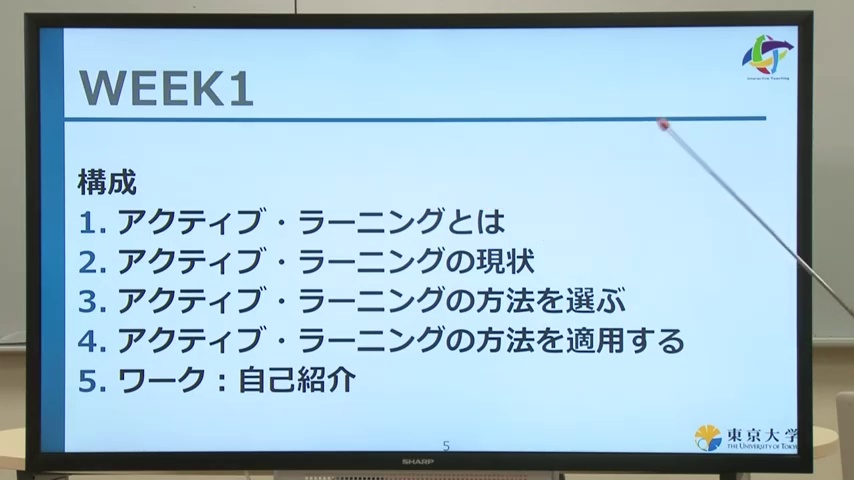 WEEK1
Interactive Teaching
構成
1. アクティブ・ラーニングとは
2. アクティブ・ラーニングの現状
3. アクティブ・ラーニングの方法を選ぶ
4. アクティブ・ラーニングの方法を適用する
5. ワーク：自己紹介
5
東京大学
THE UNIVERSITY OF TOKYO
SHARP